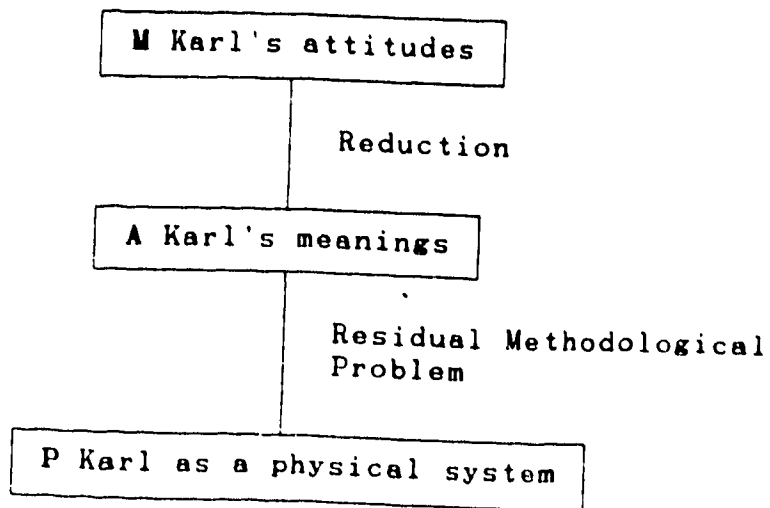 M Karl's attitudes
Reduction
A Karl's meanings
Residual Methodological
Problem
P Karl as a physical system